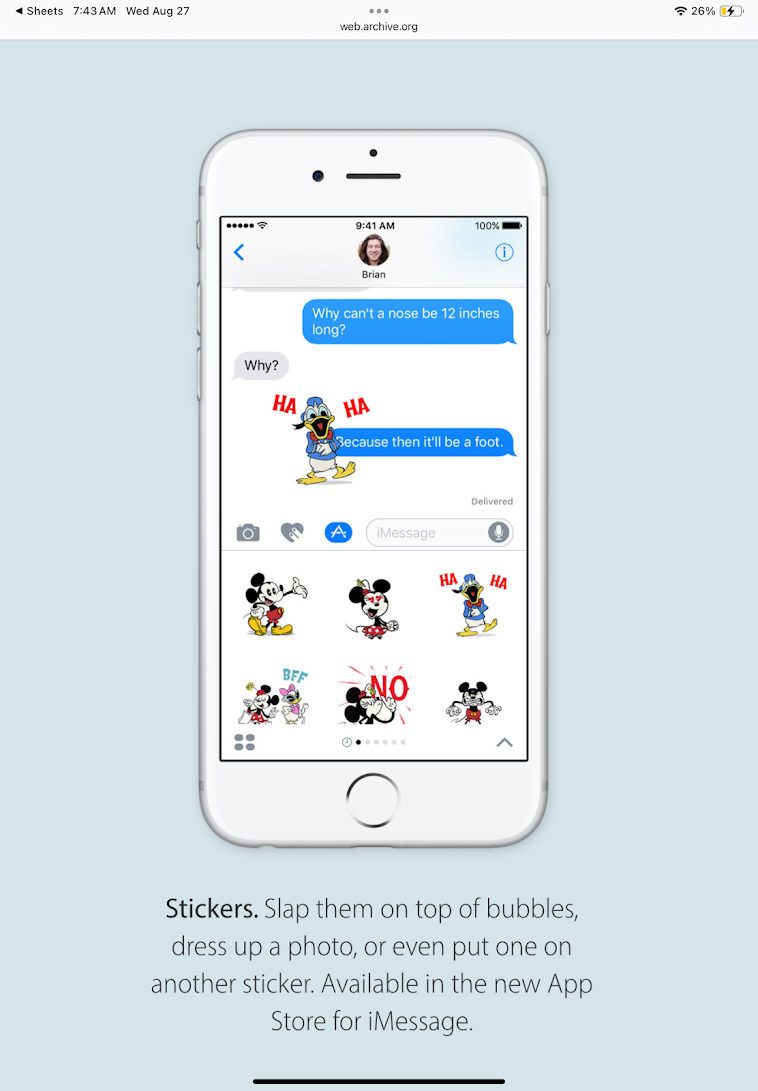 Sheets 7:43 AM Wed Aug 27
26%
web.archive.org
9:41 AM
100%
Brian
Why can't a nose be 12 inches
long?
Why?
HA HA
Because then it'll be a foot.
Delivered
iMessage
HA HA
BFF
NO
Stickers. Slap them on top of bubbles,
dress up a photo, or even put one on
another sticker. Available in the new App
Store for iMessage.